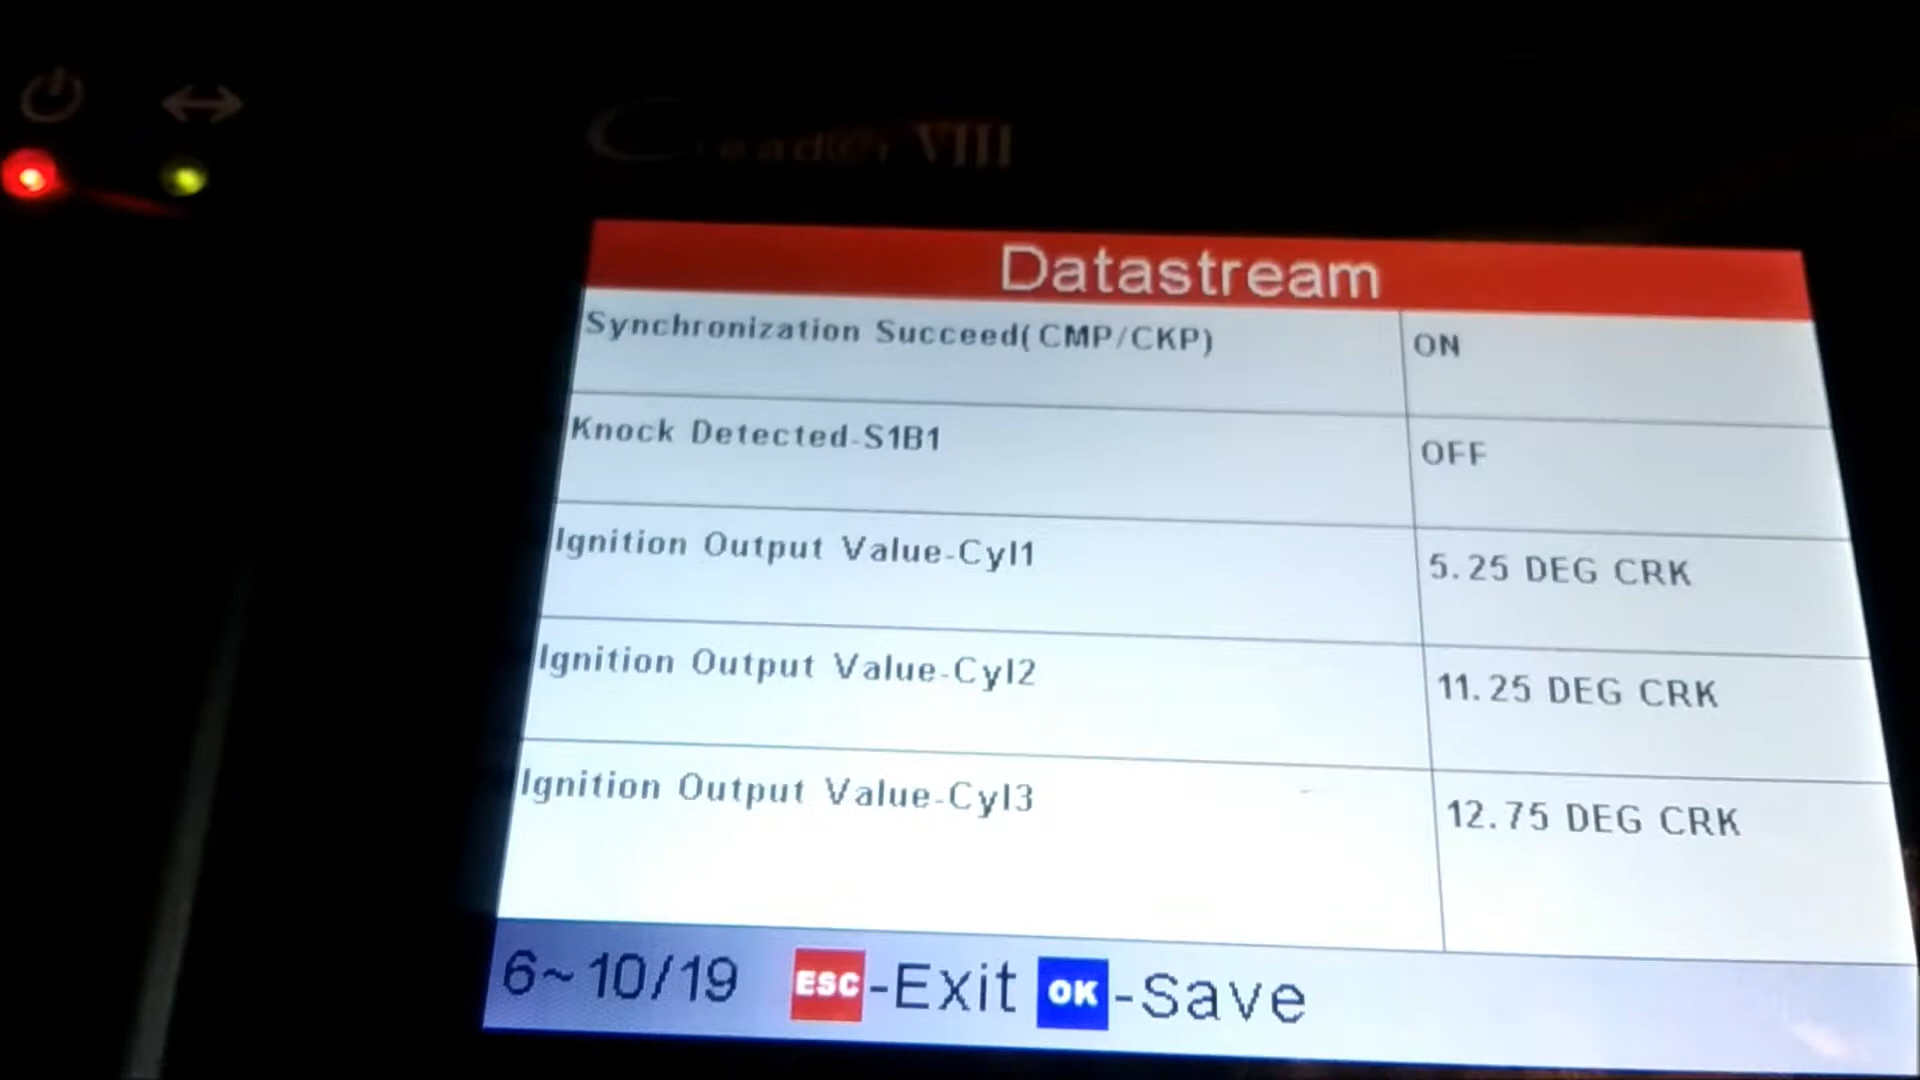 Creader VIII
Datastream
Synchronization Succeed(CMP/CKP) ON
Knock Detected-S1B1 OFF
Ignition Output Value-Cyl1 5.25 DEG CRK
Ignition Output Value-Cyl2 11.25 DEG CRK
Ignition Output Value-Cyl3 12.75 DEG CRK
6~10/19 ESC-Exit OK-Save